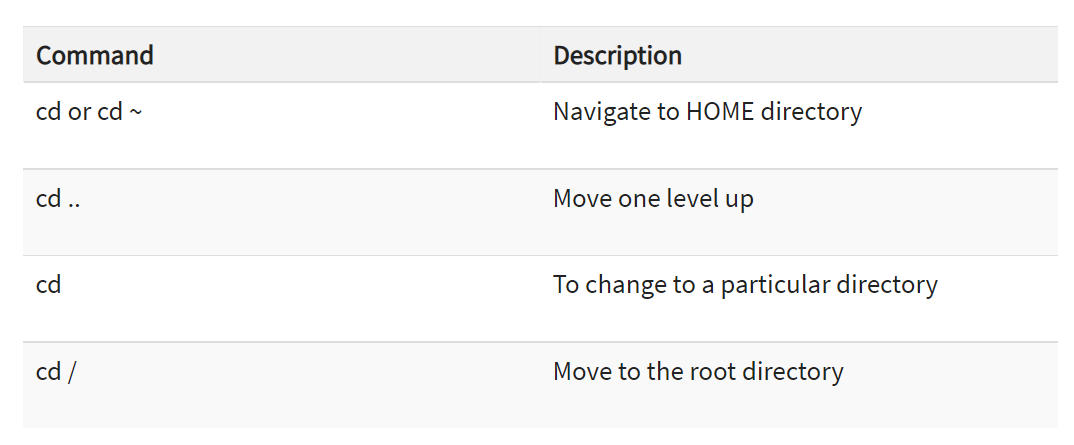 Command Description
cd or cd ~ Navigate to HOME directory
cd .. Move one level up
cd To change to a particular directory
cd / Move to the root directory